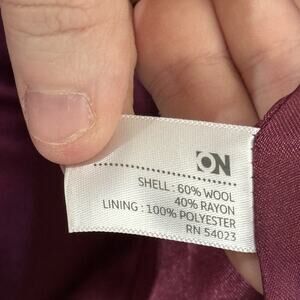 ON
SHELL: 60% WOOL
40% RAYON
LINING: 100% POLYESTER
RN 54023